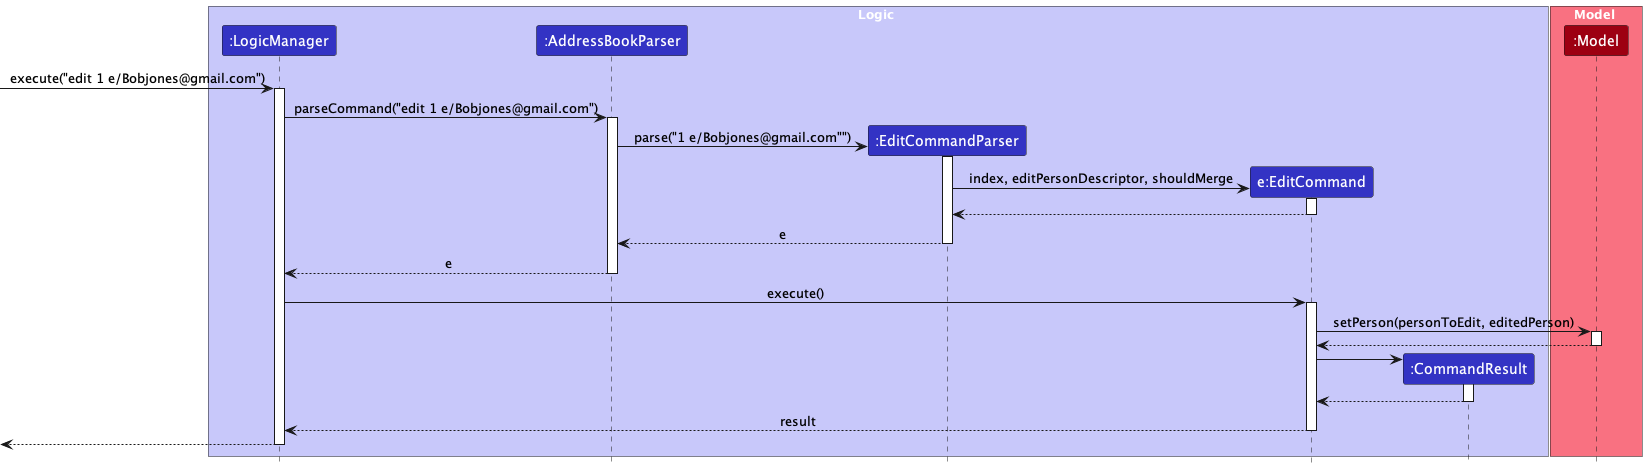 Logic
Model
:LogicManager
:AddressBookParser
:Model
execute("edit 1 e/Bobjones@gmail.com")
parseCommand("edit 1 e/Bobjones@gmail.com")
parse("1 e/Bobjones@gmail.com"")
:EditCommandParser
index, editPersonDescriptor, shouldMerge
e:EditCommand
e
e
execute()
setPerson(personToEdit, editedPerson)
:CommandResult
result